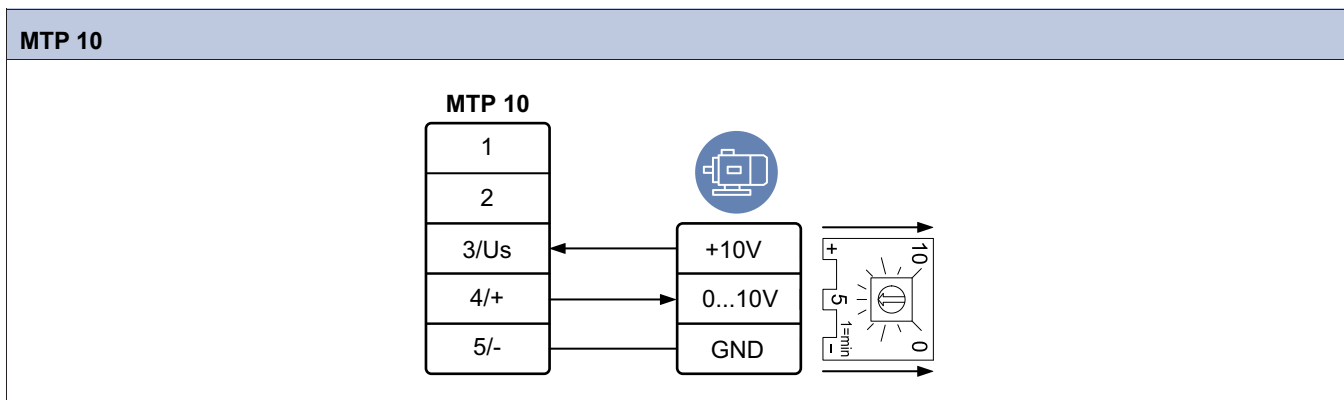 MTP 10
MTP 10
1
2
3/Us
4/+
5/-
+10V
0...10V
GND
+
10
5
1=min
-
0